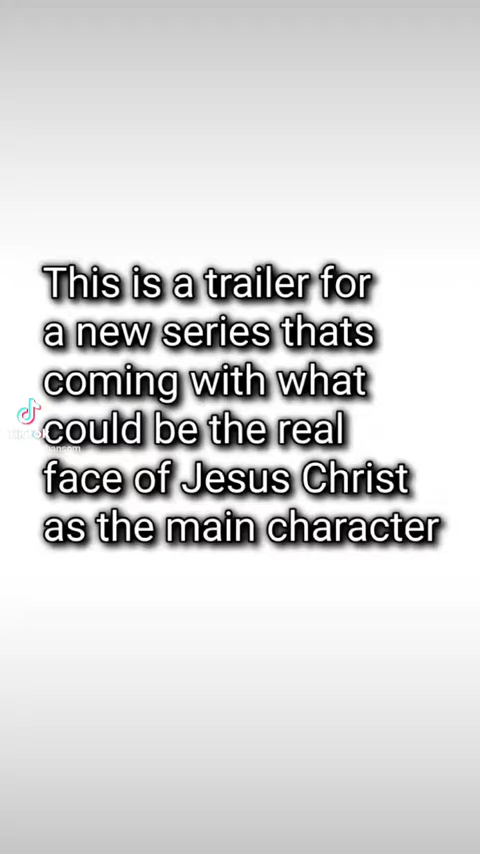 This is a trailer for
a new series thats
coming with what
could be the real
face of Jesus Christ
as the main character
TikTok